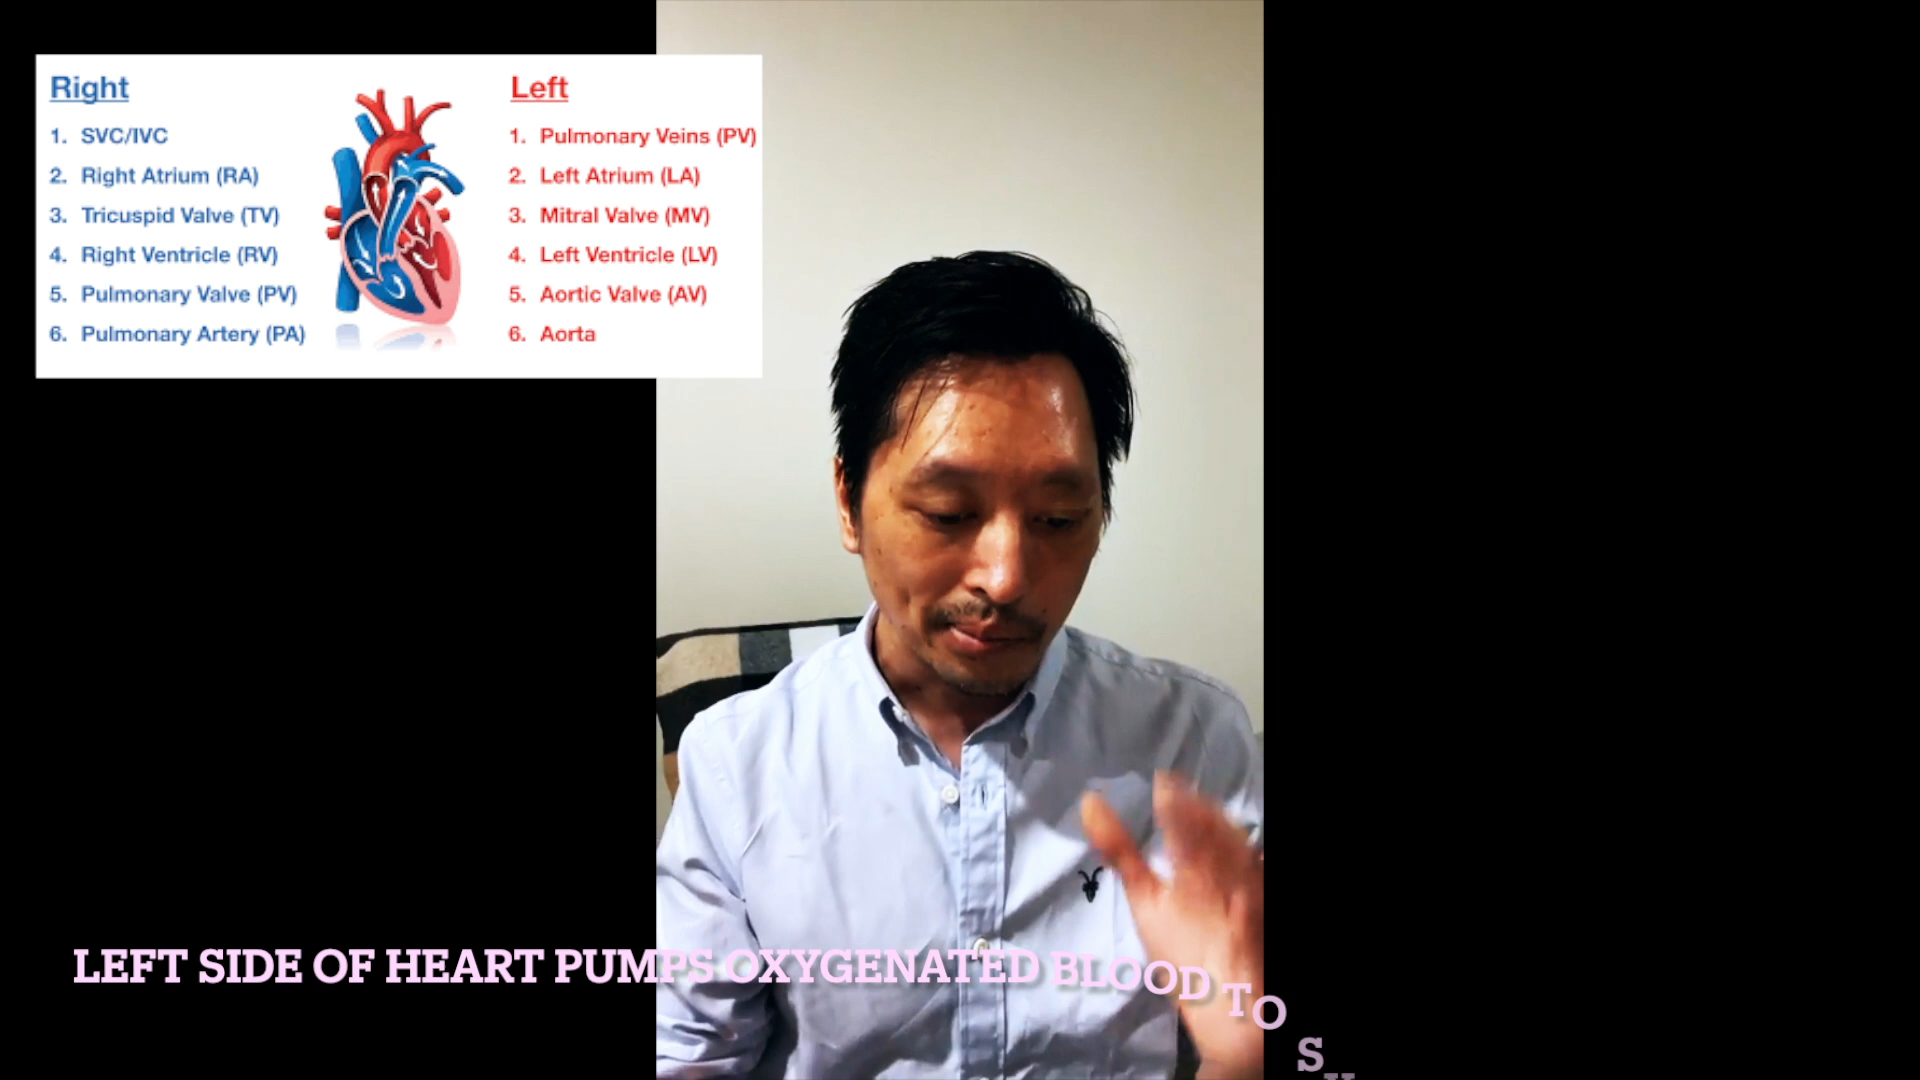 Right
1. SVC/IVC
2. Right Atrium (RA)
3. Tricuspid Valve (TV)
4. Right Ventricle (RV)
5. Pulmonary Valve (PV)
6. Pulmonary Artery (PA)
Left
1. Pulmonary Veins (PV)
2. Left Atrium (LA)
3. Mitral Valve (MV)
4. Left Ventricle (LV)
5. Aortic Valve (AV)
6. Aorta
LEFT SIDE OF HEART PUMPS OXYGENATED BLOOD TO